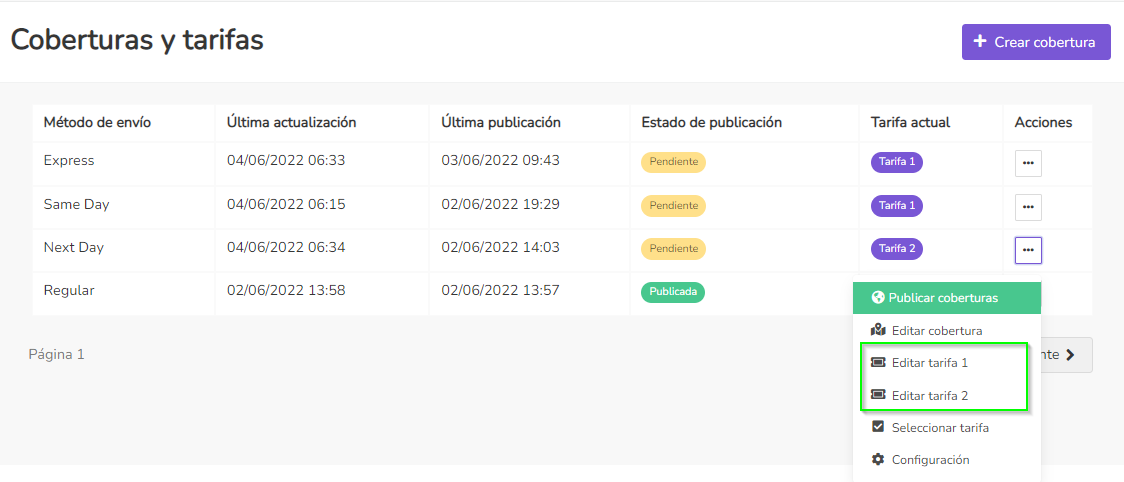 Coberturas y tarifas
Crear cobertura
Método de envío Última actualización Última publicación Estado de publicación Tarifa actual Acciones
Express 04/06/2022 06:33 03/06/2022 09:43 Pendiente Tarifa 1
Same Day 04/06/2022 06:15 02/06/2022 19:29 Pendiente Tarifa 1
Next Day 04/06/2022 06:34 02/06/2022 14:03 Pendiente Tarifa 2
Regular 02/06/2022 13:58 02/06/2022 13:57 Publicada
Publicar coberturas
Editar cobertura
Página 1
nte
Editar tarifa 1
Editar tarifa 2
Seleccionar tarifa
Configuración